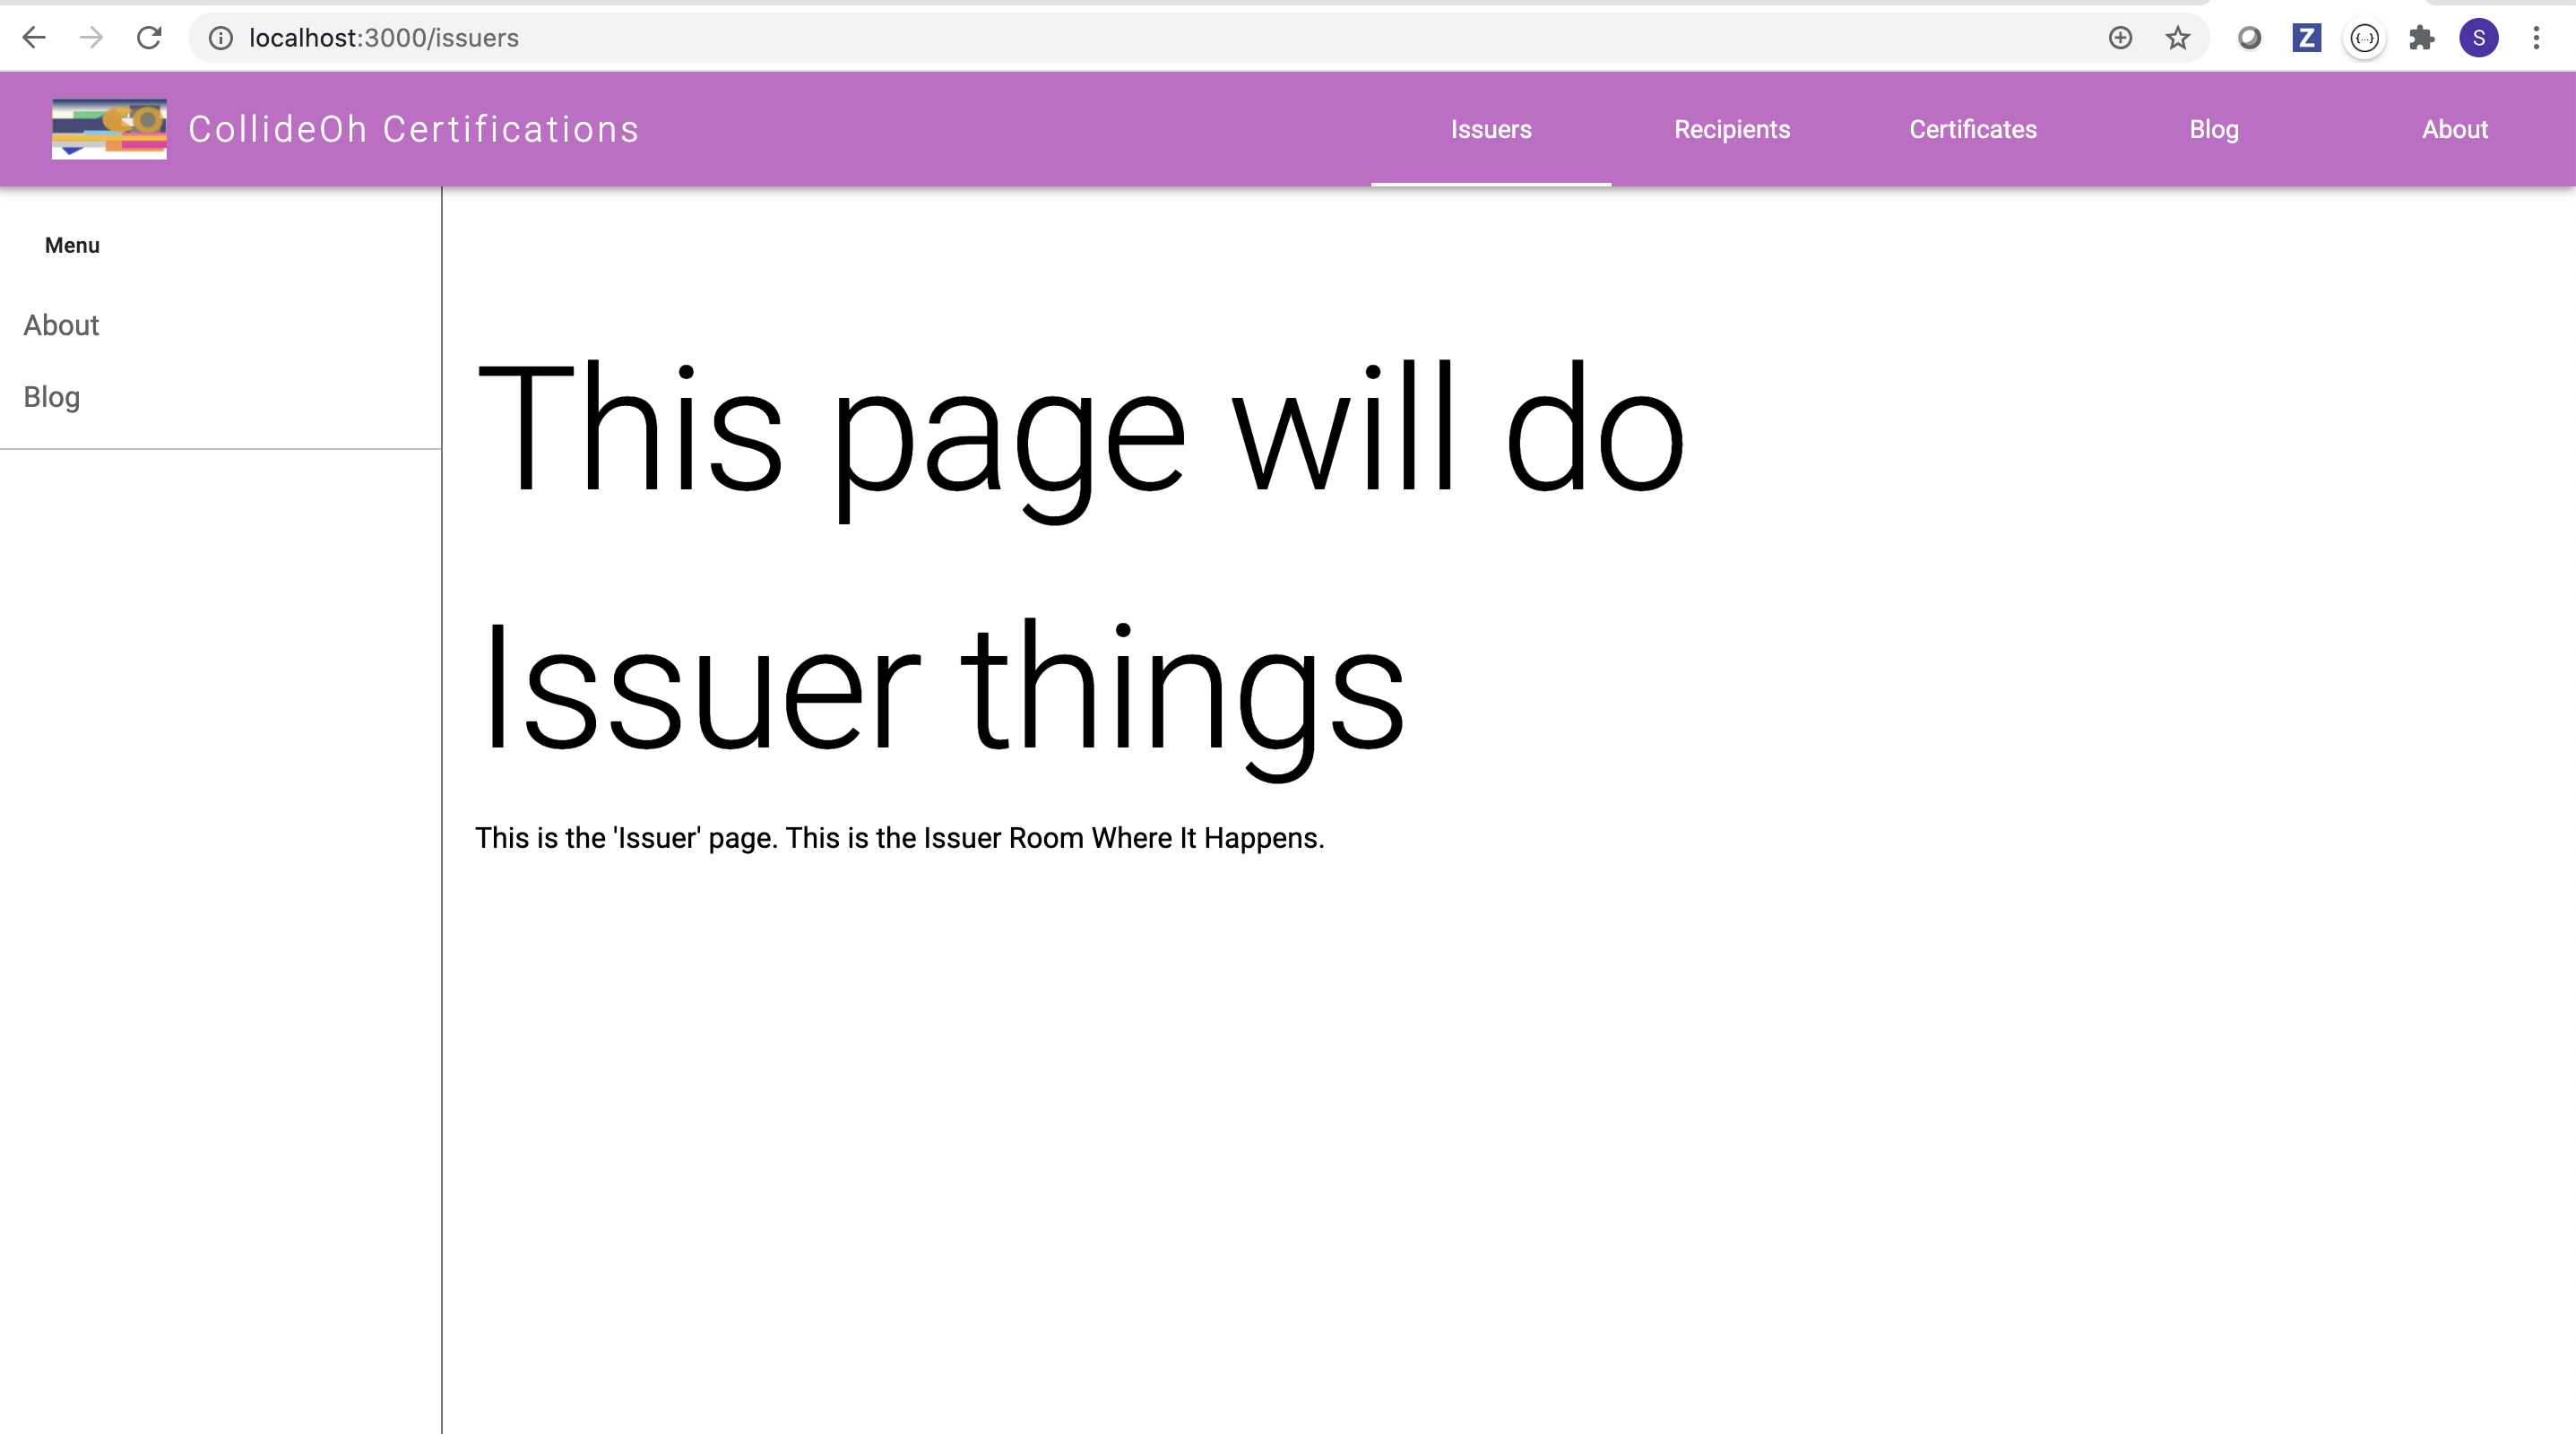 localhost:3000/issuers
Z
{...}
S
CollideOh Certifications
Issuers
Recipients
Certificates
Blog
About
Menu
About
Blog
This page will do
Issuer things
This is the 'Issuer' page. This is the Issuer Room Where It Happens.